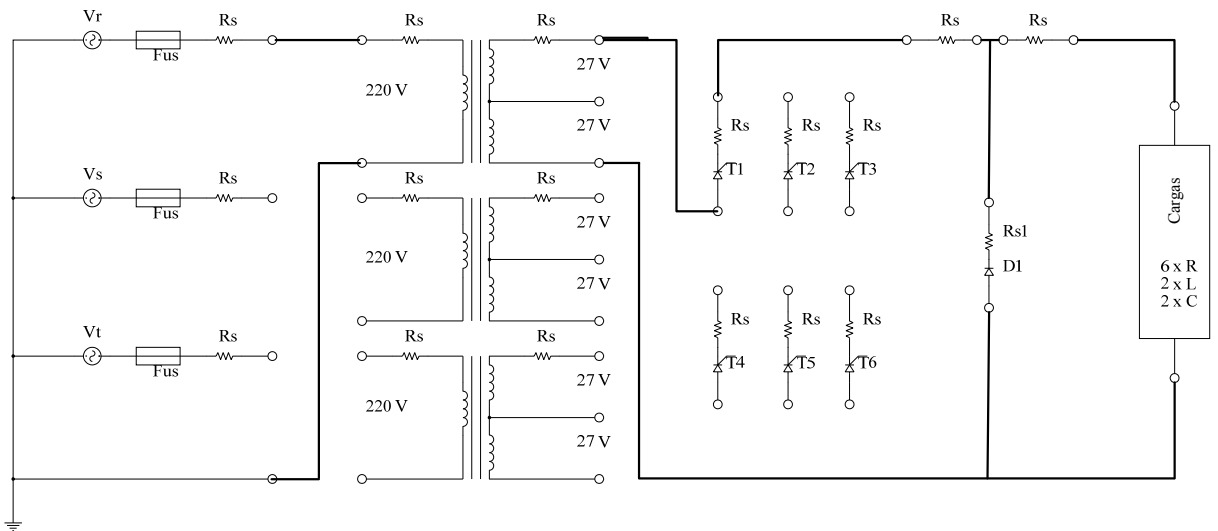 Vr
Rs
Rs
Rs
Rs
Rs
Fus
27 V
220 V
27 V
Rs
Rs
Rs
T1
T2
T3
Vs
Rs
Rs
Rs
Fus
27 V
Cargas
220 V
Rs1
D1
6 x R
2 x L
2 x C
27 V
Rs
Rs
Rs
Vt
Rs
Rs
Rs
T4
T5
T6
Fus
27 V
220 V
27 V